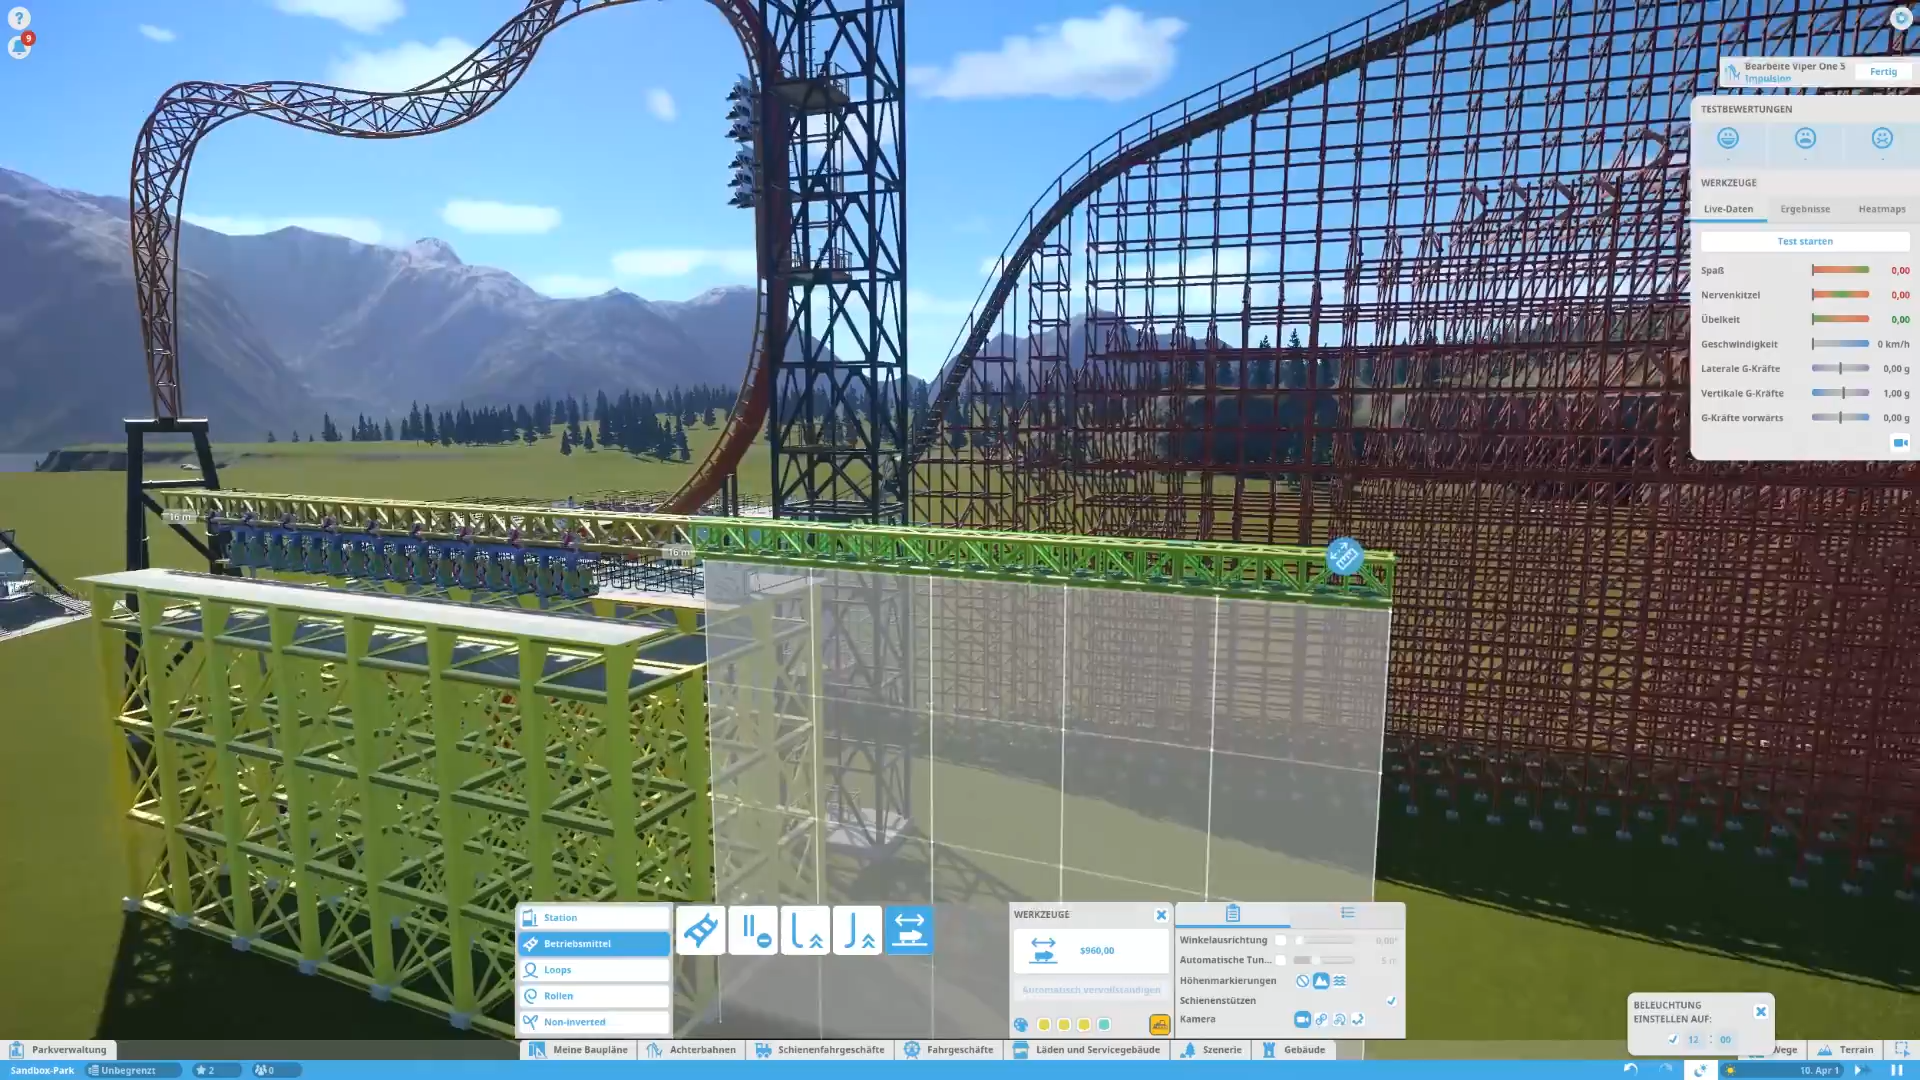 ?
9
Bearbeite Viper One 5
Impulsion
Fertig
TESTBEWERTUNGEN
WERKZEUGE
Live-Daten
Ergebnisse
Heatmaps
Test starten
Spaß 0,00
Nervenkitzel 0,00
Übelkeit 0,00
Geschwindigkeit 0 km/h
Laterale G-Kräfte 0,00 g
Vertikale G-Kräfte 1,00 g
G-Kräfte vorwärts 0,00 g
16 m
16 m
Station
Betriebsmittel
Loops
Rollen
Non-inverted
WERKZEUGE
$960,00
Automatisch vervollständigen
Winkelausrichtung 0,00°
Automatische Tun... 5 m
Höhenmarkierungen
Schienenstützen
Kamera
BELEUCHTUNG
EINSTELLEN AUF:
12 : 00
Parkverwaltung
Meine Baupläne
Achterbahnen
Schienenfahrgeschäfte
Fahrgeschäfte
Läden und Servicegebäude
Szenerie
Gebäude
Wege
Terrain
Sandbox-Park
Unbegrenzt
2
0
10. Apr 1